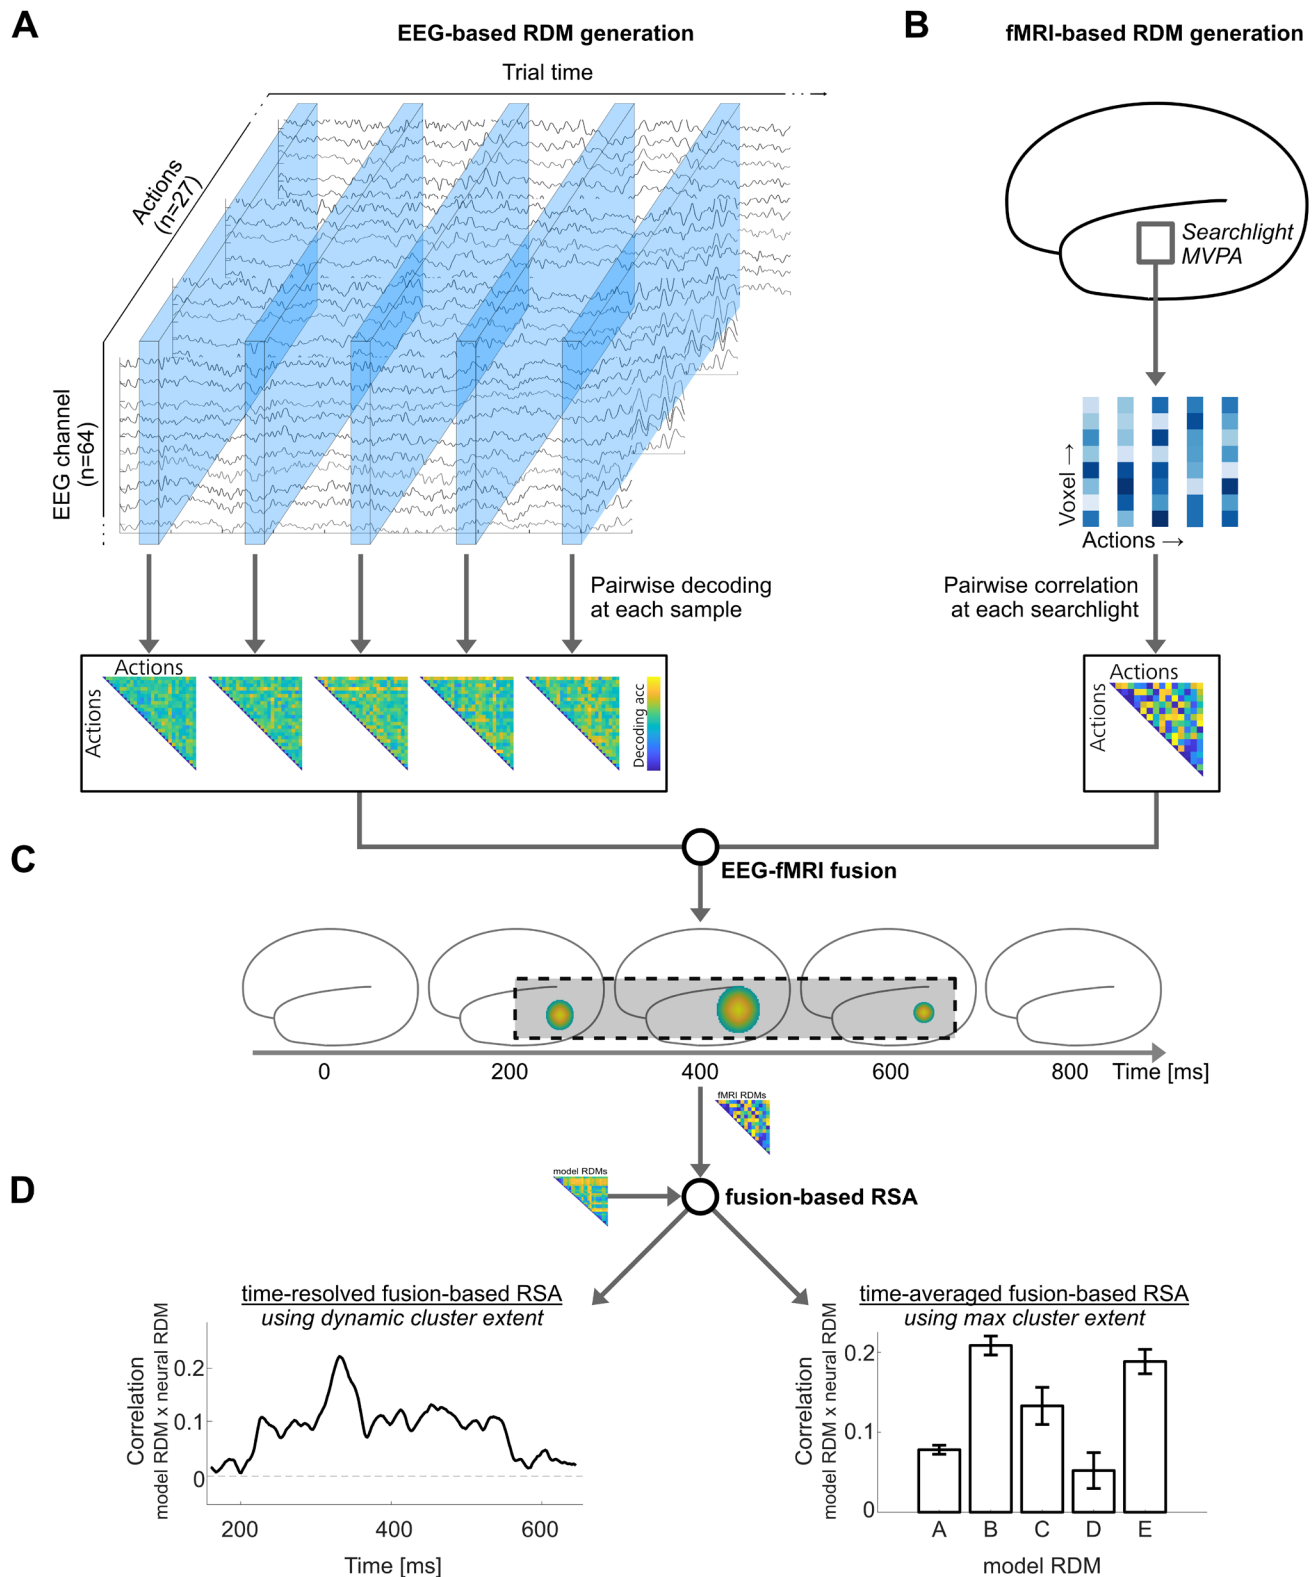 A
EEG-based RDM generation
Trial time
Actions
(n=27)
EEG channel
(n=64)
Pairwise decoding
at each sample
Actions
Actions
Decoding acc
B
fMRI-based RDM generation
Searchlight
MVPA
Voxel →
Actions →
Pairwise correlation
at each searchlight
Actions
Actions
C
EEG-fMRI fusion
0
200
400
600
800
Time [ms]
fMRI RDMs
D
model RDMs
fusion-based RSA
time-resolved fusion-based RSA
using dynamic cluster extent
Correlation
model RDM x neural RDM
0.2
0.1
0
200
400
600
Time [ms]
time-averaged fusion-based RSA
using max cluster extent
Correlation
model RDM x neural RDM
0.2
0.1
0
A
B
C
D
E
model RDM